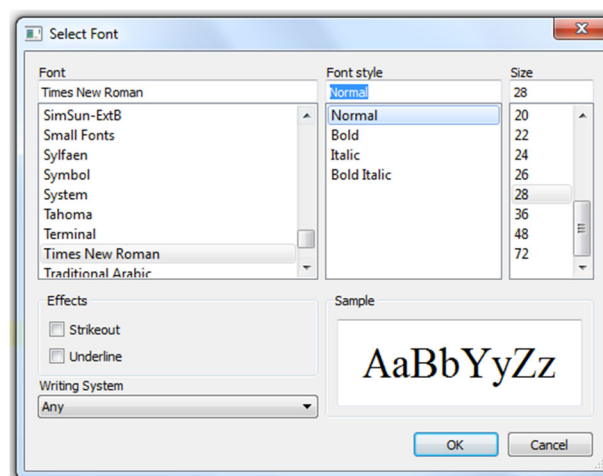 Select Font
Font
Font style
Size
Times New Roman
Normal
28
SimSun-ExtB
Small Fonts
Sylfaen
Symbol
System
Tahoma
Terminal
Times New Roman
Traditional Arabic
Normal
Bold
Italic
Bold Italic
20
22
24
26
28
36
48
72
Effects
Strikeout
Underline
Writing System
Any
Sample
AaBbYyZz
OK
Cancel